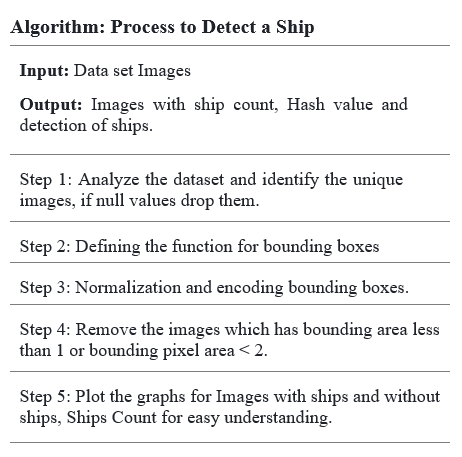 Algorithm: Process to Detect a Ship
Input: Data set Images
Output: Images with ship count, Hash value and
detection of ships.
Step 1: Analyze the dataset and identify the unique
images, if null values drop them.
Step 2: Defining the function for bounding boxes
Step 3: Normalization and encoding bounding boxes.
Step 4: Remove the images which has bounding area less
than 1 or bounding pixel area < 2.
Step 5: Plot the graphs for Images with ships and without
ships, Ships Count for easy understanding.